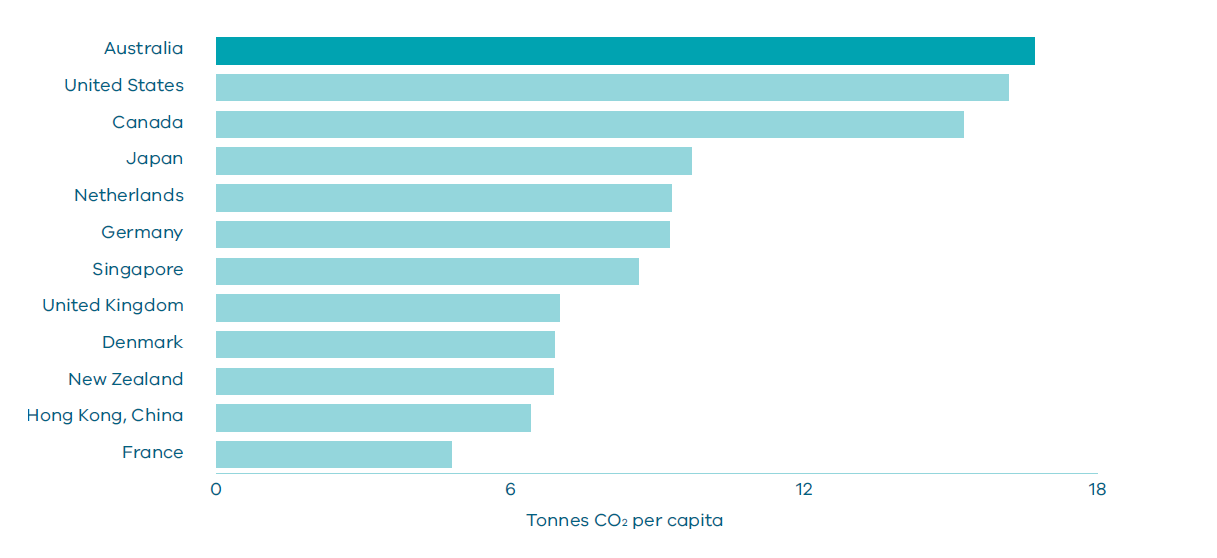 Australia
United States
Canada
Japan
Netherlands
Germany
Singapore
United Kingdom
Denmark
New Zealand
Hong Kong, China
France
0 6 12 18
Tonnes CO₂ per capita